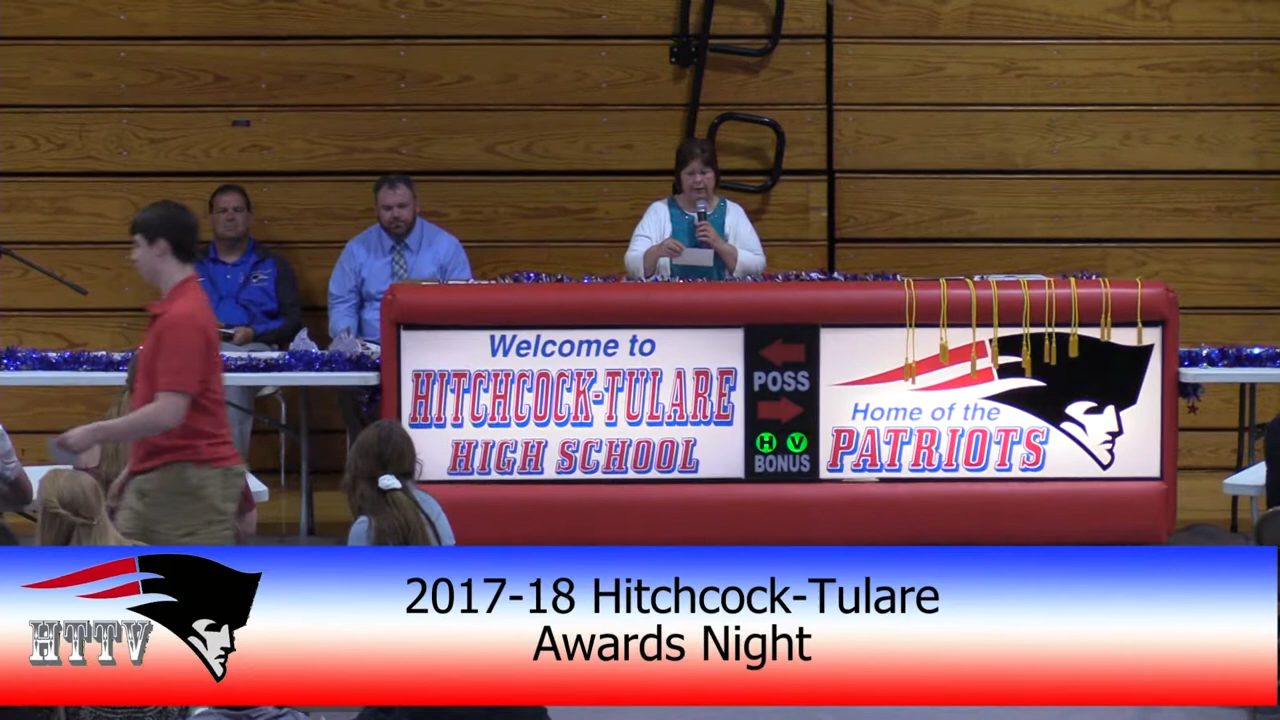 Welcome to
HITCHCOCK-TULARE
HIGH SCHOOL
POSS
H V
BONUS
Home of the
PATRIOTS
HTTV
2017-18 Hitchcock-Tulare
Awards Night